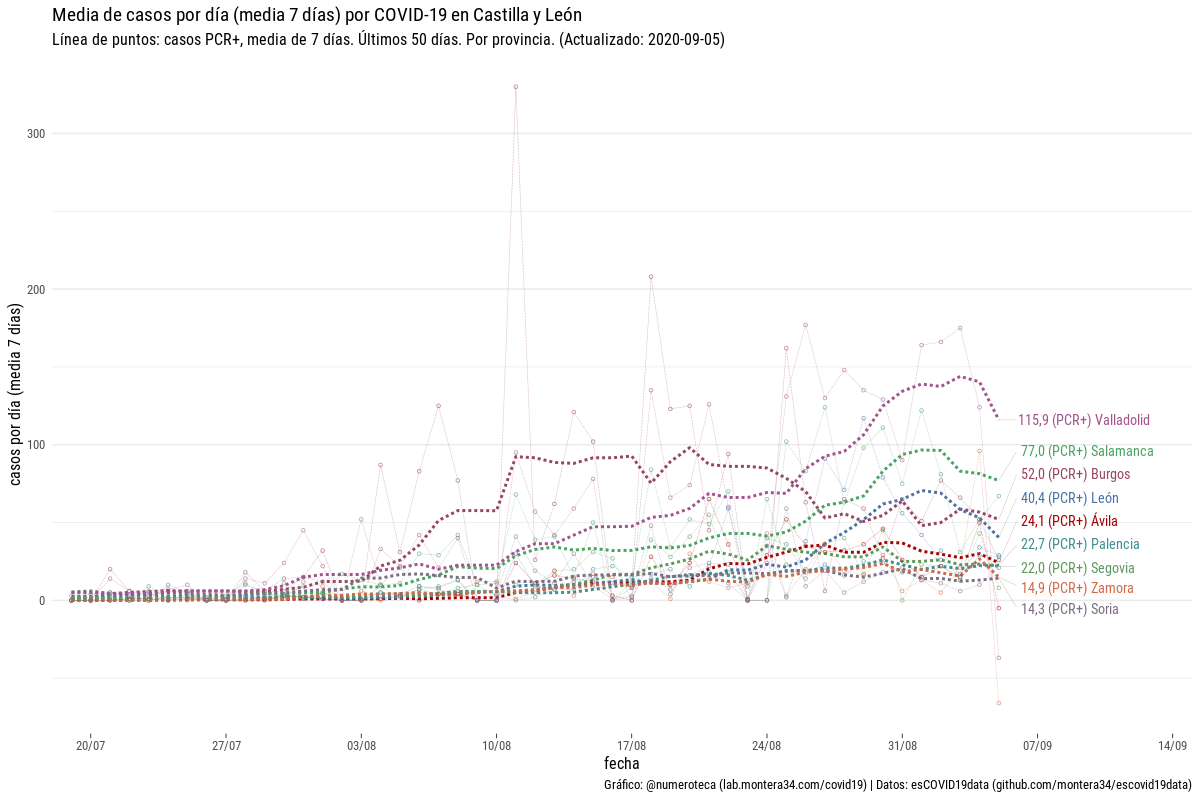 Media de casos por día (media 7 días) por COVID-19 en Castilla y León
Línea de puntos: casos PCR+, media de 7 días. Últimos 50 días. Por provincia. (Actualizado: 2020-09-05)
casos por día (media 7 días)
300
200
100
0
115,9 (PCR+) Valladolid
77,0 (PCR+) Salamanca
52,0 (PCR+) Burgos
40,4 (PCR+) León
24,1 (PCR+) Ávila
22,7 (PCR+) Palencia
22,0 (PCR+) Segovia
14,9 (PCR+) Zamora
14,3 (PCR+) Soria
20/07 27/07 03/08 10/08 17/08 24/08 31/08 07/09 14/09
fecha
Gráfico: @numeroteca (lab.montera34.com/covid19) | Datos: esCOVID19data (github.com/montera34/escovid19data)